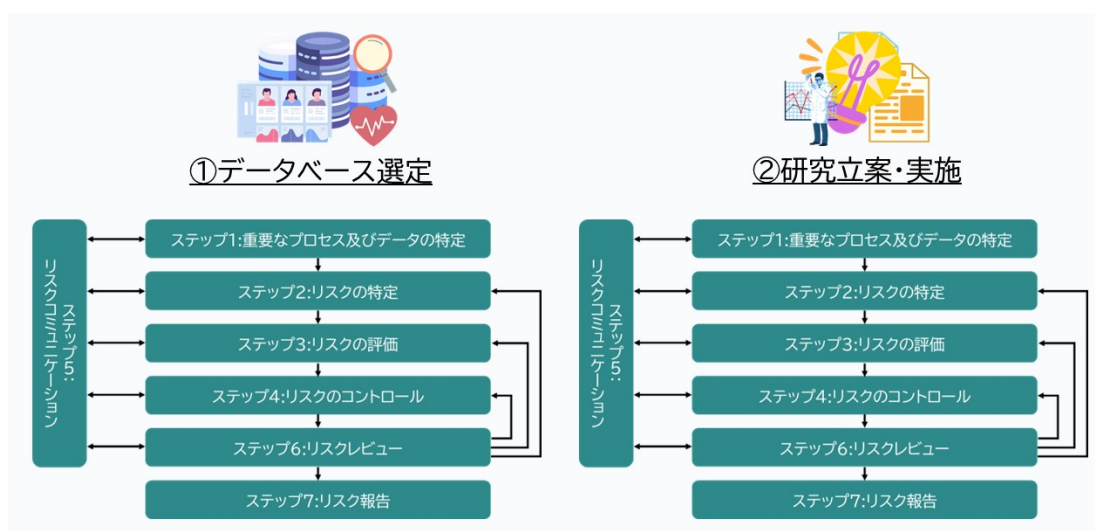 ①データベース選定
ステップ5:
リスクコミュニケーション
ステップ1:重要なプロセス及びデータの特定
ステップ2:リスクの特定
ステップ3:リスクの評価
ステップ4:リスクのコントロール
ステップ6:リスクレビュー
ステップ7:リスク報告
②研究立案・実施
ステップ5:
リスクコミュニケーション
ステップ1:重要なプロセス及びデータの特定
ステップ2:リスクの特定
ステップ3:リスクの評価
ステップ4:リスクのコントロール
ステップ6:リスクレビュー
ステップ7:リスク報告